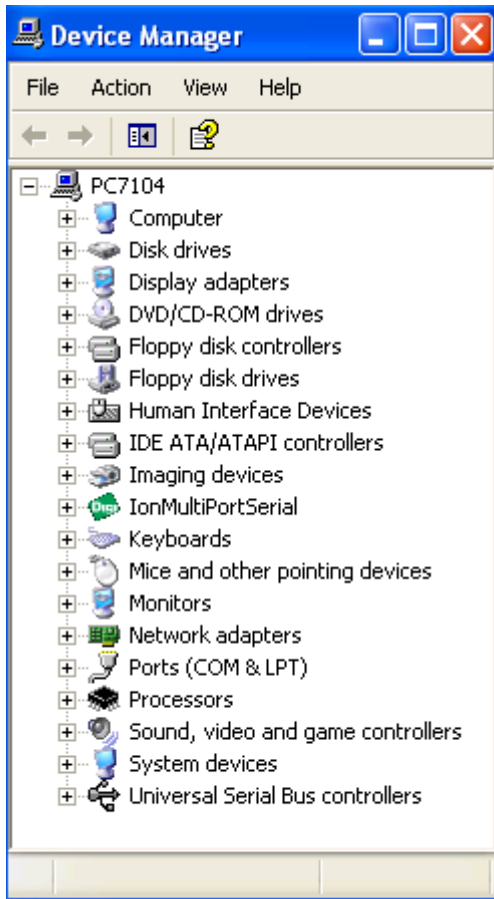 Device Manager
File Action View Help
PC7104
Computer
Disk drives
Display adapters
DVD/CD-ROM drives
Floppy disk controllers
Floppy disk drives
Human Interface Devices
IDE ATA/ATAPI controllers
Imaging devices
Digi IonMultiPortSerial
Keyboards
Mice and other pointing devices
Monitors
Network adapters
Ports (COM & LPT)
Processors
Sound, video and game controllers
System devices
Universal Serial Bus controllers